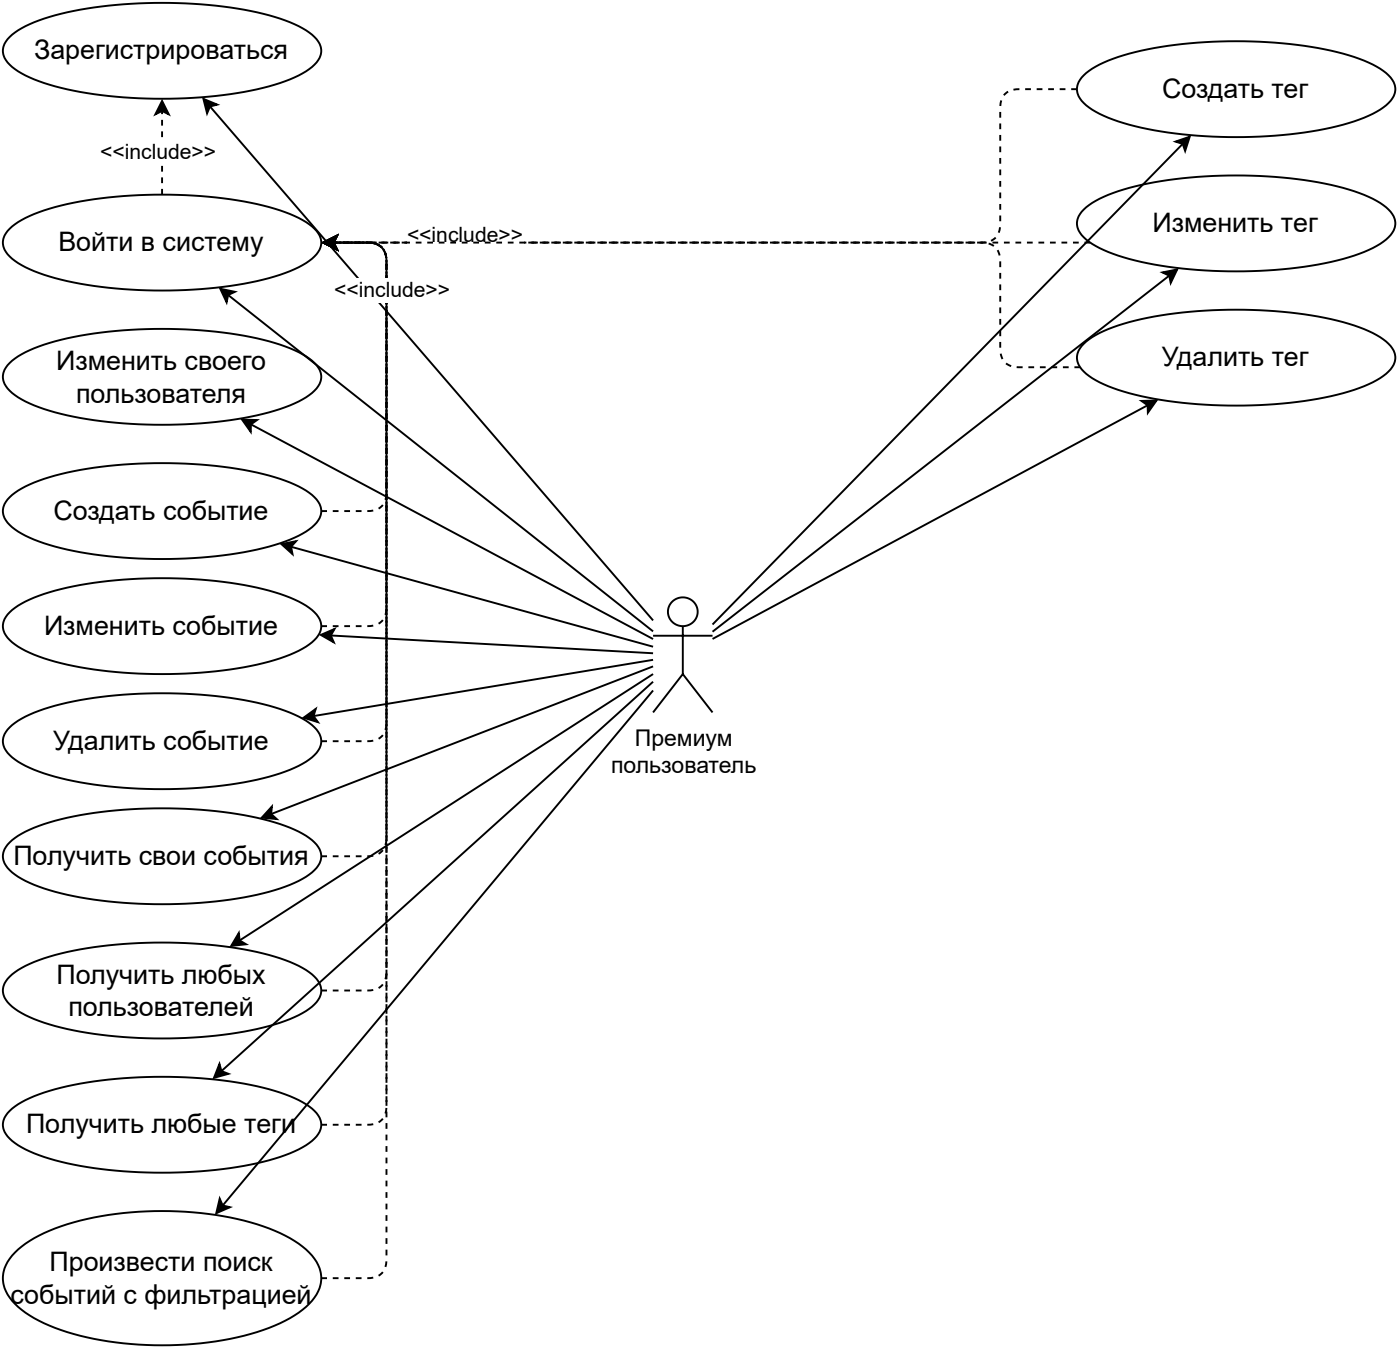 Зарегистрироваться
<<include>>
Войти в систему
<<include>>
<<include>>
Изменить своего
пользователя
Создать событие
Изменить событие
Удалить событие
Получить свои события
Получить любых
пользователей
Получить любые теги
Произвести поиск
событий с фильтрацией
Премиум
пользователь
Создать тег
Изменить тег
Удалить тег